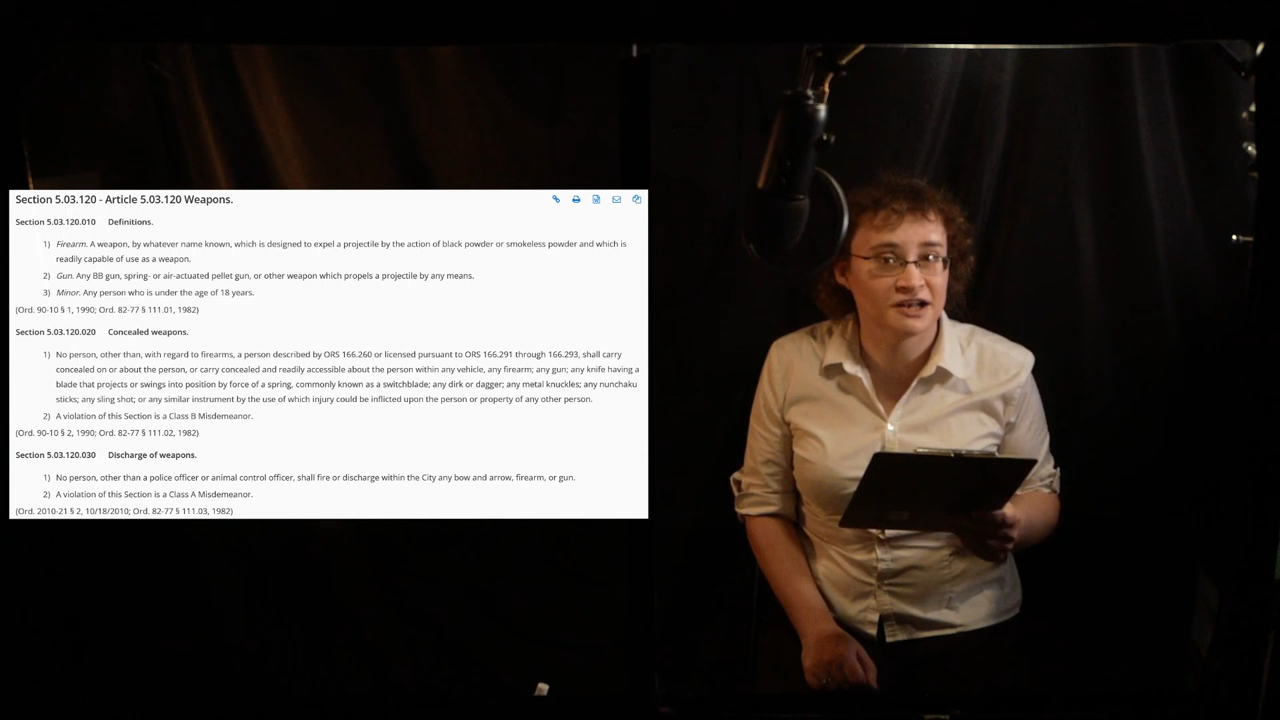 Section 5.03.120 - Article 5.03.120 Weapons.
Section 5.03.120.010 Definitions.
1) Firearm. A weapon, by whatever name known, which is designed to expel a projectile by the action of black powder or smokeless powder and which is
readily capable of use as a weapon.
2) Gun. Any BB gun, spring- or air-actuated pellet gun, or other weapon which propels a projectile by any means.
3) Minor. Any person who is under the age of 18 years.
(Ord. 90-10 § 1, 1990; Ord. 82-77 § 111.01, 1982)
Section 5.03.120.020 Concealed weapons.
1) No person, other than, with regard to firearms, a person described by ORS 166.260 or licensed pursuant to ORS 166.291 through 166.293, shall carry
concealed on or about the person, or carry concealed and readily accessible about the person within any vehicle, any firearm; any gun; any knife having a
blade that projects or swings into position by force of a spring, commonly known as a switchblade; any dirk or dagger; any metal knuckles; any nunchaku
sticks; any sling shot; or any similar instrument by the use of which injury could be inflicted upon the person or property of any other person.
2) A violation of this Section is a Class B Misdemeanor.
(Ord. 90-10 § 2, 1990; Ord. 82-77 § 111.02, 1982)
Section 5.03.120.030 Discharge of weapons.
1) No person, other than a police officer or animal control officer, shall fire or discharge within the City any bow and arrow, firearm, or gun.
2) A violation of this Section is a Class A Misdemeanor.
(Ord. 2010-21 § 2, 10/18/2010; Ord. 82-77 § 111.03, 1982)